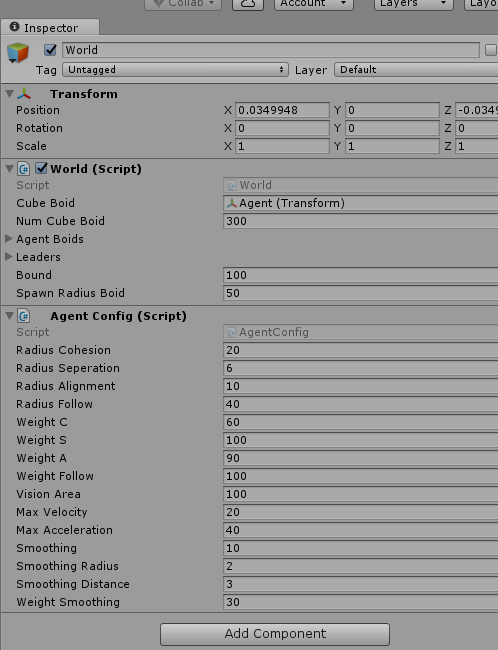 Collab Account Layers Layo
Inspector
World
Tag Untagged Layer Default
Transform
Position X 0.0349948 Y 0 Z -0.0349
Rotation X 0 Y 0 Z 0
Scale X 1 Y 1 Z 1
World (Script)
Script World
Cube Boid Agent (Transform)
Num Cube Boid 300
Agent Boids
Leaders
Bound 100
Spawn Radius Boid 50
Agent Config (Script)
Script AgentConfig
Radius Cohesion 20
Radius Seperation 6
Radius Alignment 10
Radius Follow 40
Weight C 60
Weight S 100
Weight A 90
Weight Follow 100
Vision Area 100
Max Velocity 20
Max Acceleration 40
Smoothing 10
Smoothing Radius 2
Smoothing Distance 3
Weight Smoothing 30
Add Component